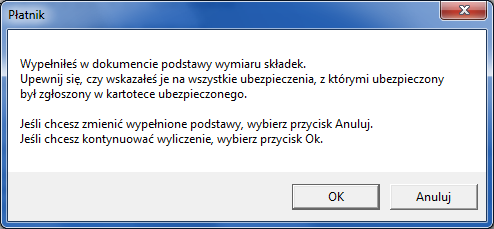 Płatnik
Wypełniłeś w dokumencie podstawy wymiaru składek.
Upewnij się, czy wskazałeś je na wszystkie ubezpieczenia, z którymi ubezpieczony
był zgłoszony w kartotece ubezpieczonego.
Jeśli chcesz zmienić wypełnione podstawy, wybierz przycisk Anuluj.
Jeśli chcesz kontynuować wyliczenie, wybierz przycisk Ok.
OK
Anuluj